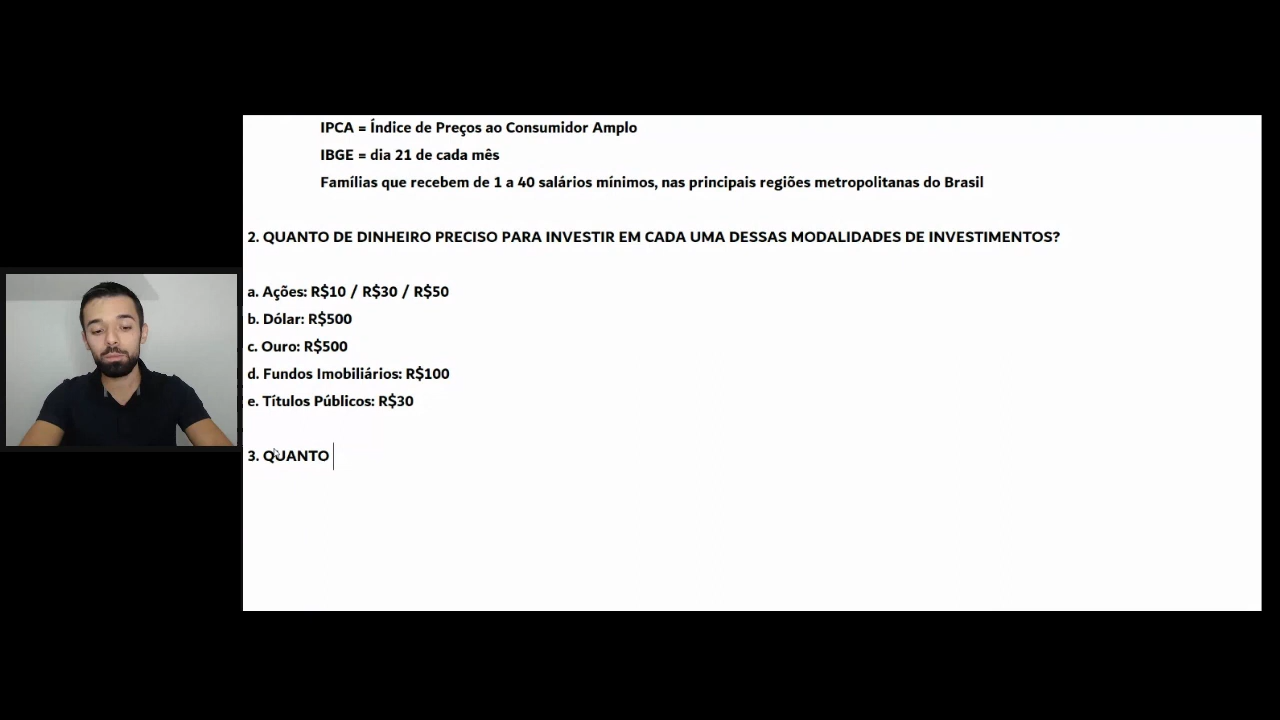 IPCA = Índice de Preços ao Consumidor Amplo
IBGE = dia 21 de cada mês
Famílias que recebem de 1 a 40 salários mínimos, nas principais regiões metropolitanas do Brasil
2. QUANTO DE DINHEIRO PRECISO PARA INVESTIR EM CADA UMA DESSAS MODALIDADES DE INVESTIMENTOS?
a. Ações: R$10 / R$30 / R$50
b. Dólar: R$500
c. Ouro: R$500
d. Fundos Imobiliários: R$100
e. Títulos Públicos: R$30
3. QUANTO